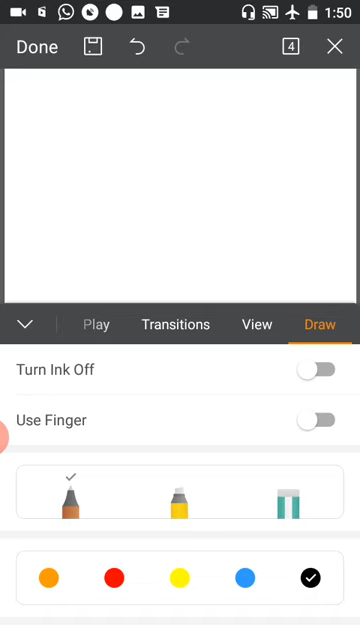 1:50
Done 4
Play Transitions View Draw
Turn Ink Off
Use Finger